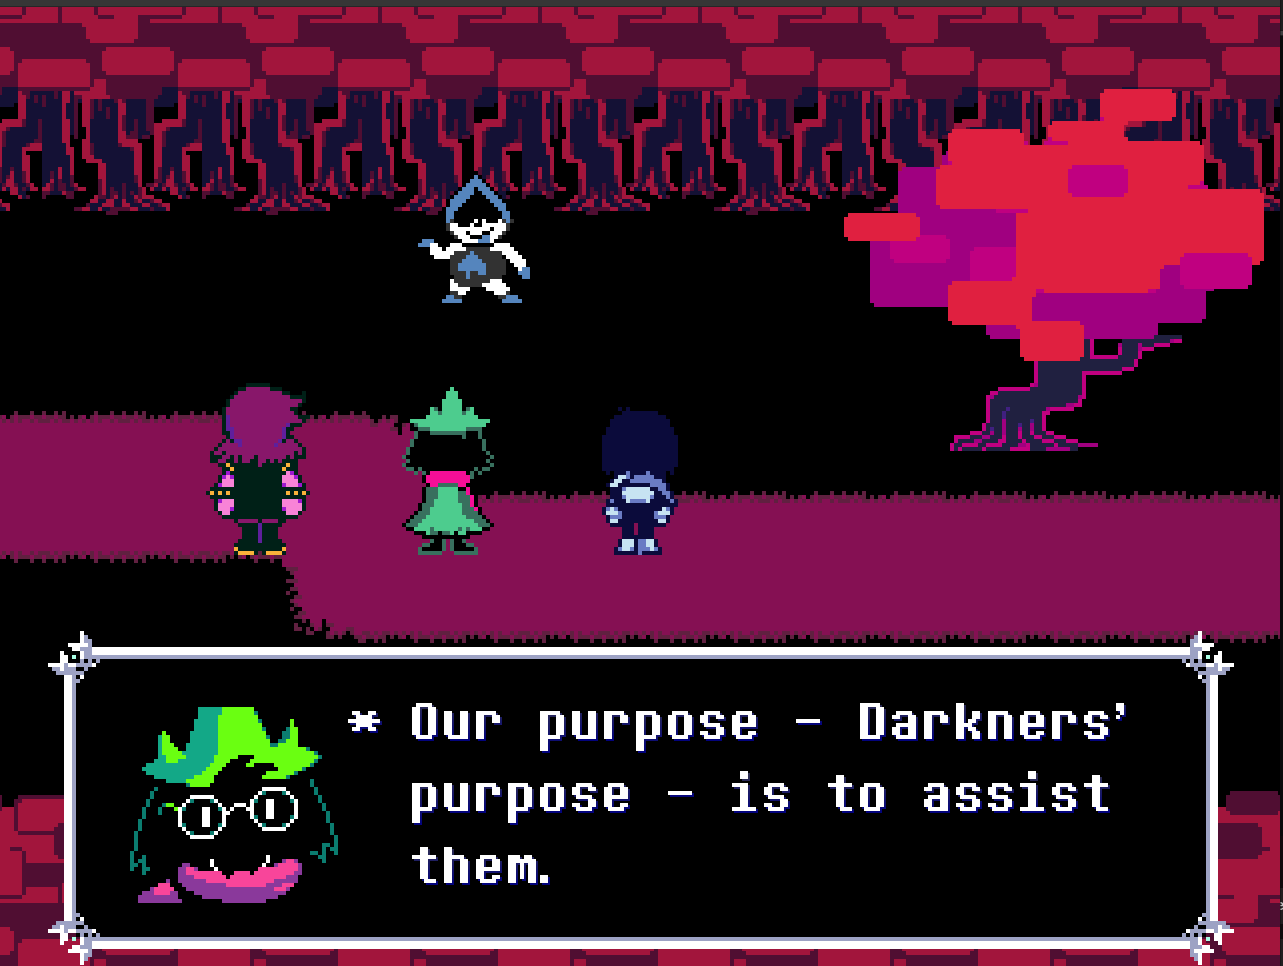 * Our purpose - Darkners'
purpose - is to assist
them.